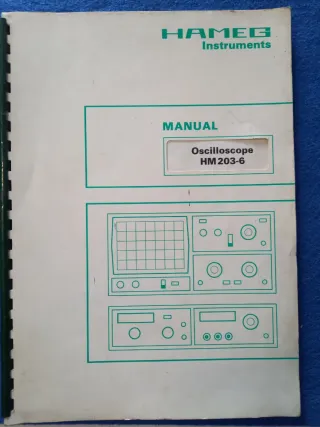 HAMEG
Instruments
MANUAL
Oscilloscope
HM 203-6